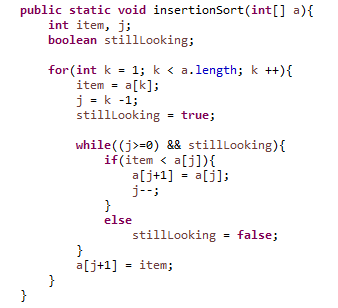 public static void insertionSort(int[] a){
    int item, j;
    boolean stillLooking;

    for(int k = 1; k < a.length; k ++){
        item = a[k];
        j = k -1;
        stillLooking = true;

        while((j>=0) && stillLooking){
            if(item < a[j]){
                a[j+1] = a[j];
                j--;
            }
            else
                stillLooking = false;
        }
        a[j+1] = item;
    }
}